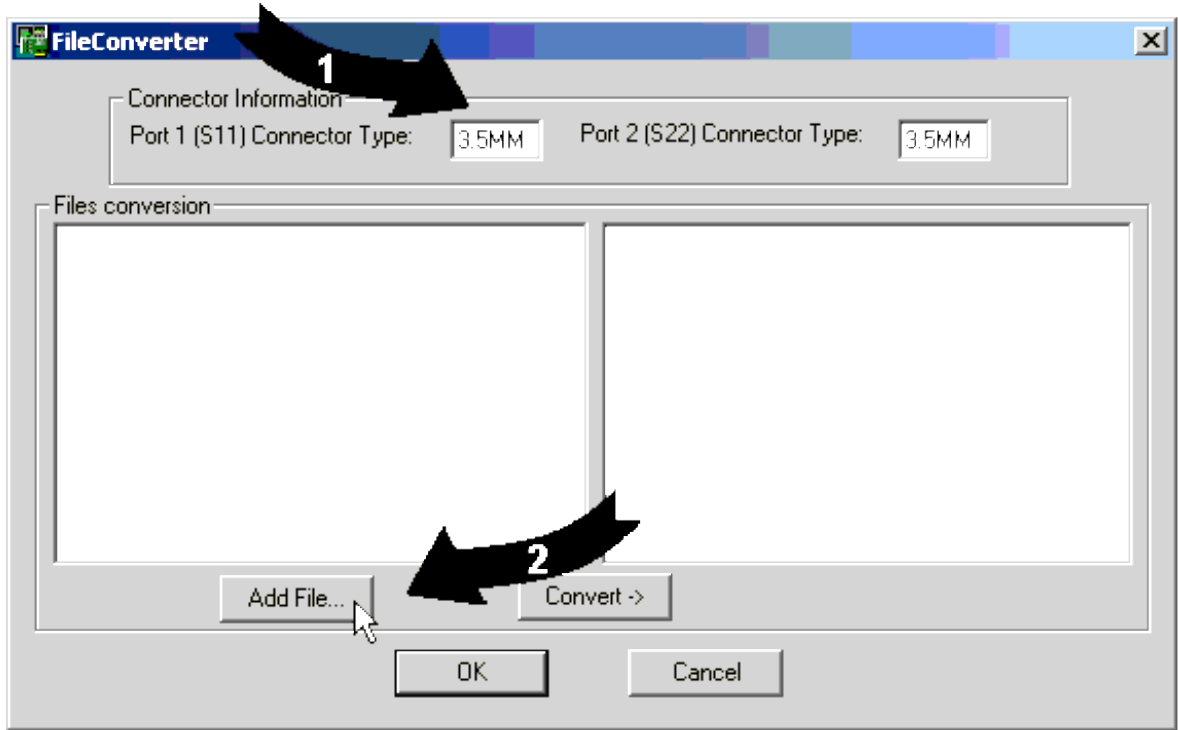 FileConverter
1
Connector Information
Port 1 (S11) Connector Type: 3.5MM Port 2 (S22) Connector Type: 3.5MM
Files conversion
2
Add File... Convert ->
OK Cancel